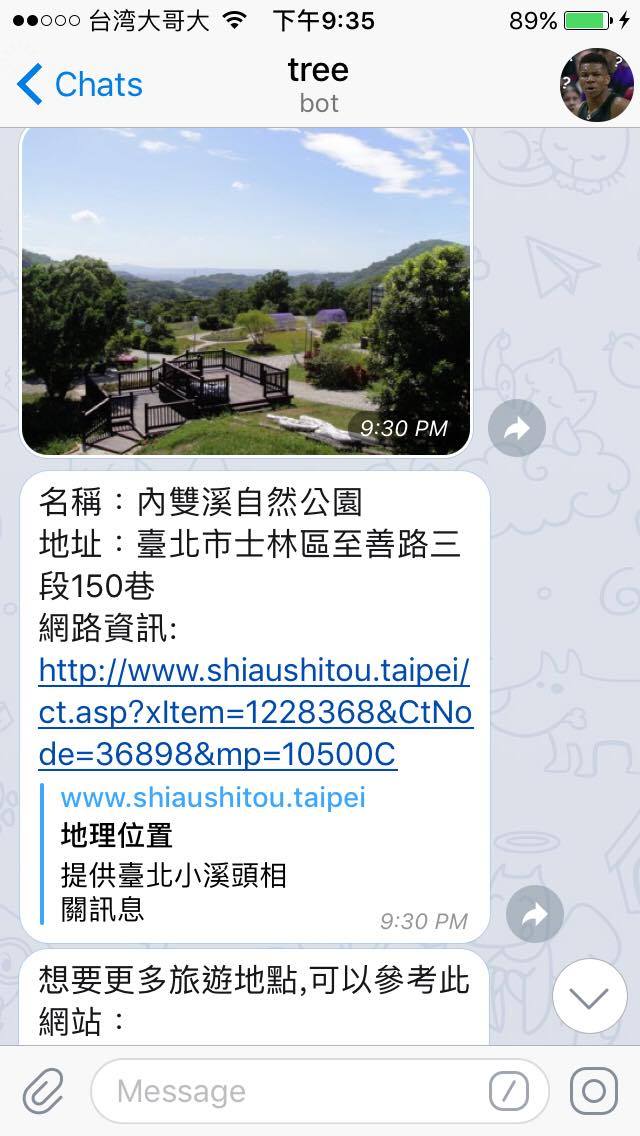 台湾大哥大 下午9:35 89%
Chats
tree
bot
9:30 PM
名稱：內雙溪自然公園
地址：臺北市士林區至善路三
段150巷
網路資訊:
http://www.shiaushitou.taipei/
ct.asp?xItem=1228368&CtNo
de=36898&mp=10500C
www.shiaushitou.taipei
地理位置
提供臺北小溪頭相
關訊息
9:30 PM
想要更多旅遊地點,可以參考此
網站：
Message